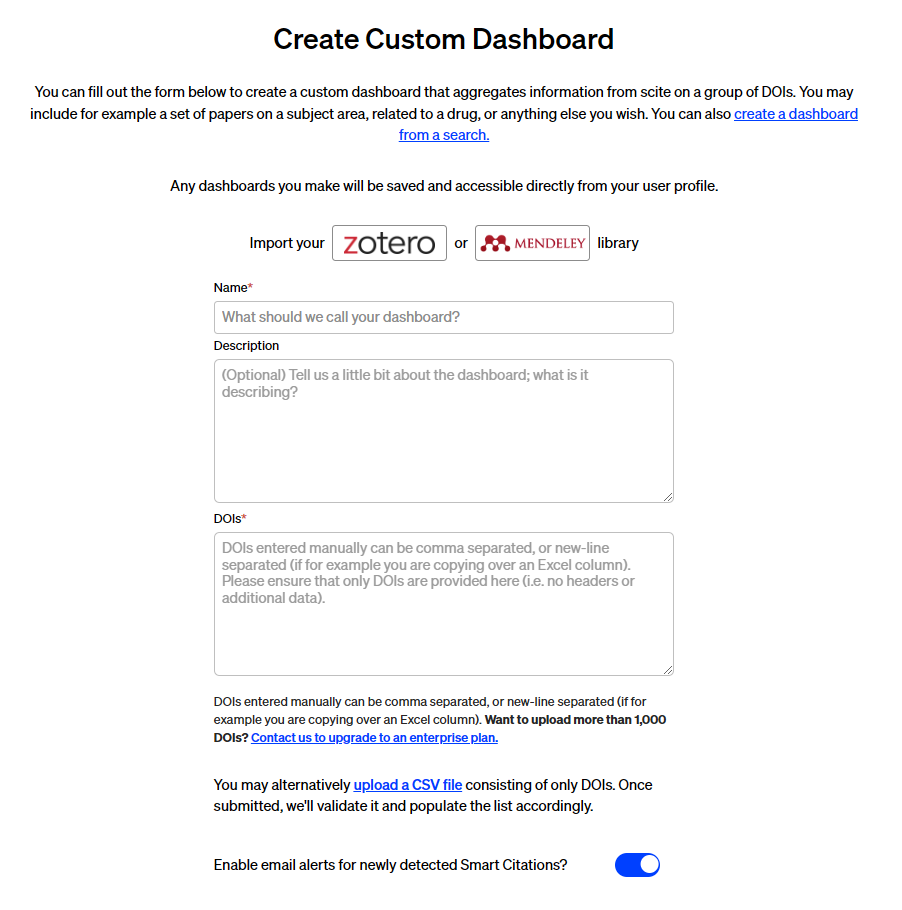 Create Custom Dashboard
You can fill out the form below to create a custom dashboard that aggregates information from scite on a group of DOIs. You may
include for example a set of papers on a subject area, related to a drug, or anything else you wish. You can also create a dashboard
from a search.
Any dashboards you make will be saved and accessible directly from your user profile.
Import your zotero or MENDELEY library
Name*
What should we call your dashboard?
Description
(Optional) Tell us a little bit about the dashboard; what is it
describing?
DOIs*
DOIs entered manually can be comma separated, or new-line
separated (if for example you are copying over an Excel column).
Please ensure that only DOIs are provided here (i.e. no headers or
additional data).
DOIs entered manually can be comma separated, or new-line separated (if for
example you are copying over an Excel column). Want to upload more than 1,000
DOIs? Contact us to upgrade to an enterprise plan.
You may alternatively upload a CSV file consisting of only DOIs. Once
submitted, we'll validate it and populate the list accordingly.
Enable email alerts for newly detected Smart Citations?